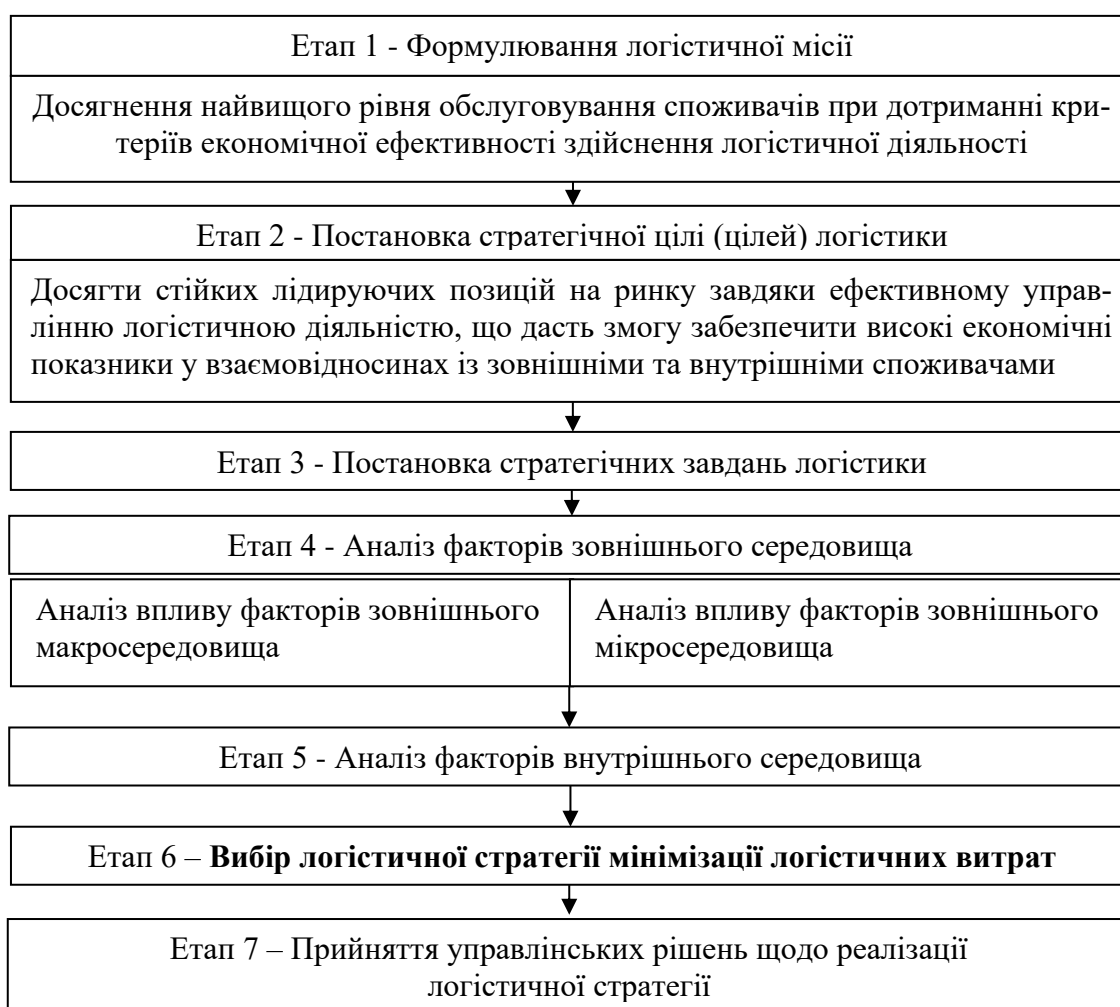 Етап 1 - Формулювання логістичної місії
Досягнення найвищого рівня обслуговування споживачів при дотриманні кри-
теріїв економічної ефективності здійснення логістичної діяльності
Етап 2 - Постановка стратегічної цілі (цілей) логістики
Досягти стійких лідируючих позицій на ринку завдяки ефективному управ-
лінню логістичною діяльністю, що дасть змогу забезпечити високі економічні
показники у взаємовідносинах із зовнішніми та внутрішніми споживачами
Етап 3 - Постановка стратегічних завдань логістики
Етап 4 - Аналіз факторів зовнішнього середовища
Аналіз впливу факторів зовнішнього
макросередовища
Аналіз впливу факторів зовнішнього
мікросередовища
Етап 5 - Аналіз факторів внутрішнього середовища
Етап 6 – Вибір логістичної стратегії мінімізації логістичних витрат
Етап 7 – Прийняття управлінських рішень щодо реалізації
логістичної стратегії